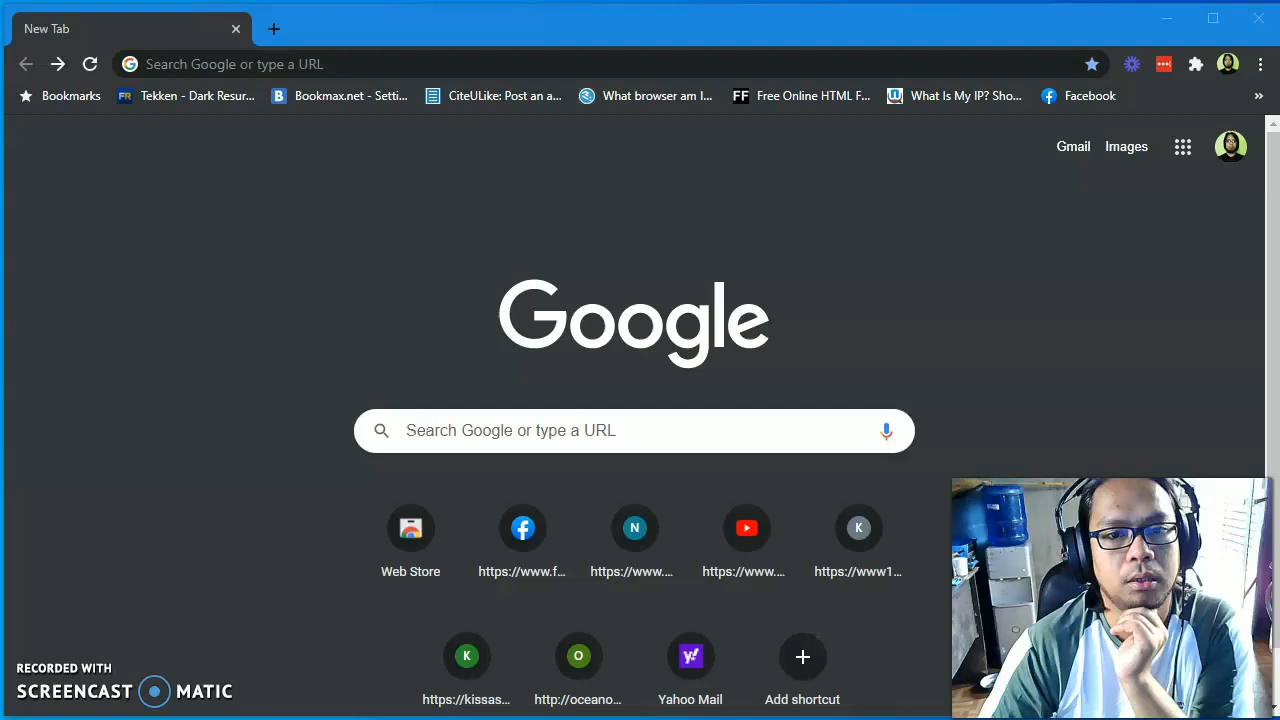 New Tab
Search Google or type a URL
Bookmarks
Tekken - Dark Resur...
Bookmax.net - Setti...
CiteULike: Post an a...
What browser am I...
FF
Free Online HTML F...
What Is My IP? Sho...
Facebook
»
Gmail
Images
Google
Search Google or type a URL
N
K
Web Store
https://www.f...
https://www....
https://www....
https://www1...
K
O
y!
https://kissas...
http://oceano...
Yahoo Mail
Add shortcut
RECORDED WITH
SCREENCAST MATIC